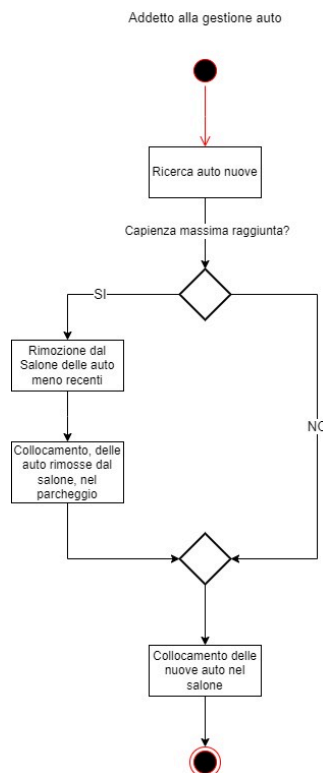 Addetto alla gestione auto
Ricerca auto nuove
Capienza massima raggiunta?
SI
Rimozione dal
Salone delle auto
meno recenti
NO
Collocamento, delle
auto rimosse dal
salone, nel
parcheggio
Collocamento delle
nuove auto nel
salone